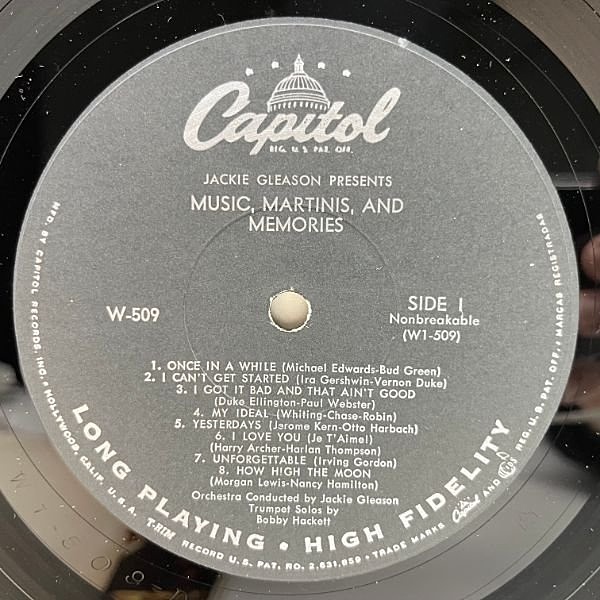 Capitol
REG. U.S. PAT. OFF.
JACKIE GLEASON PRESENTS
MUSIC, MARTINIS, AND
MEMORIES
W-509
SIDE 1
Nonbreakable
(W1-509)
1. ONCE IN A WHILE (Michael Edwards-Bud Green)
2. I CAN'T GET STARTED (Ira Gershwin-Vernon Duke)
3. I GOT IT BAD AND THAT AIN'T GOOD
(Duke Ellington-Paul Webster)
4. MY IDEAL (Whiting-Chase-Robin)
5. YESTERDAYS (Jerome Kern-Otto Harbach)
6. I LOVE YOU (Je T'Aime)
(Harry Archer-Harlan Thompson)
7. UNFORGETTABLE (Irving Gordon)
8. HOW HIGH THE MOON
(Morgan Lewis-Nancy Hamilton)
Orchestra Conducted by Jackie Gleason
Trumpet Solos by
Bobby Hackett
LONG PLAYING • HIGH FIDELITY
MFD. BY CAPITOL RECORDS, INC. • HOLLYWOOD, CALIF. U.S.A. T-RIM RECORD U.S. PAT. NO. 2,631,859 • TRADE MARKS Capitol AND REG. U.S. PAT. OFF. • MARCAS REGISTRADAS